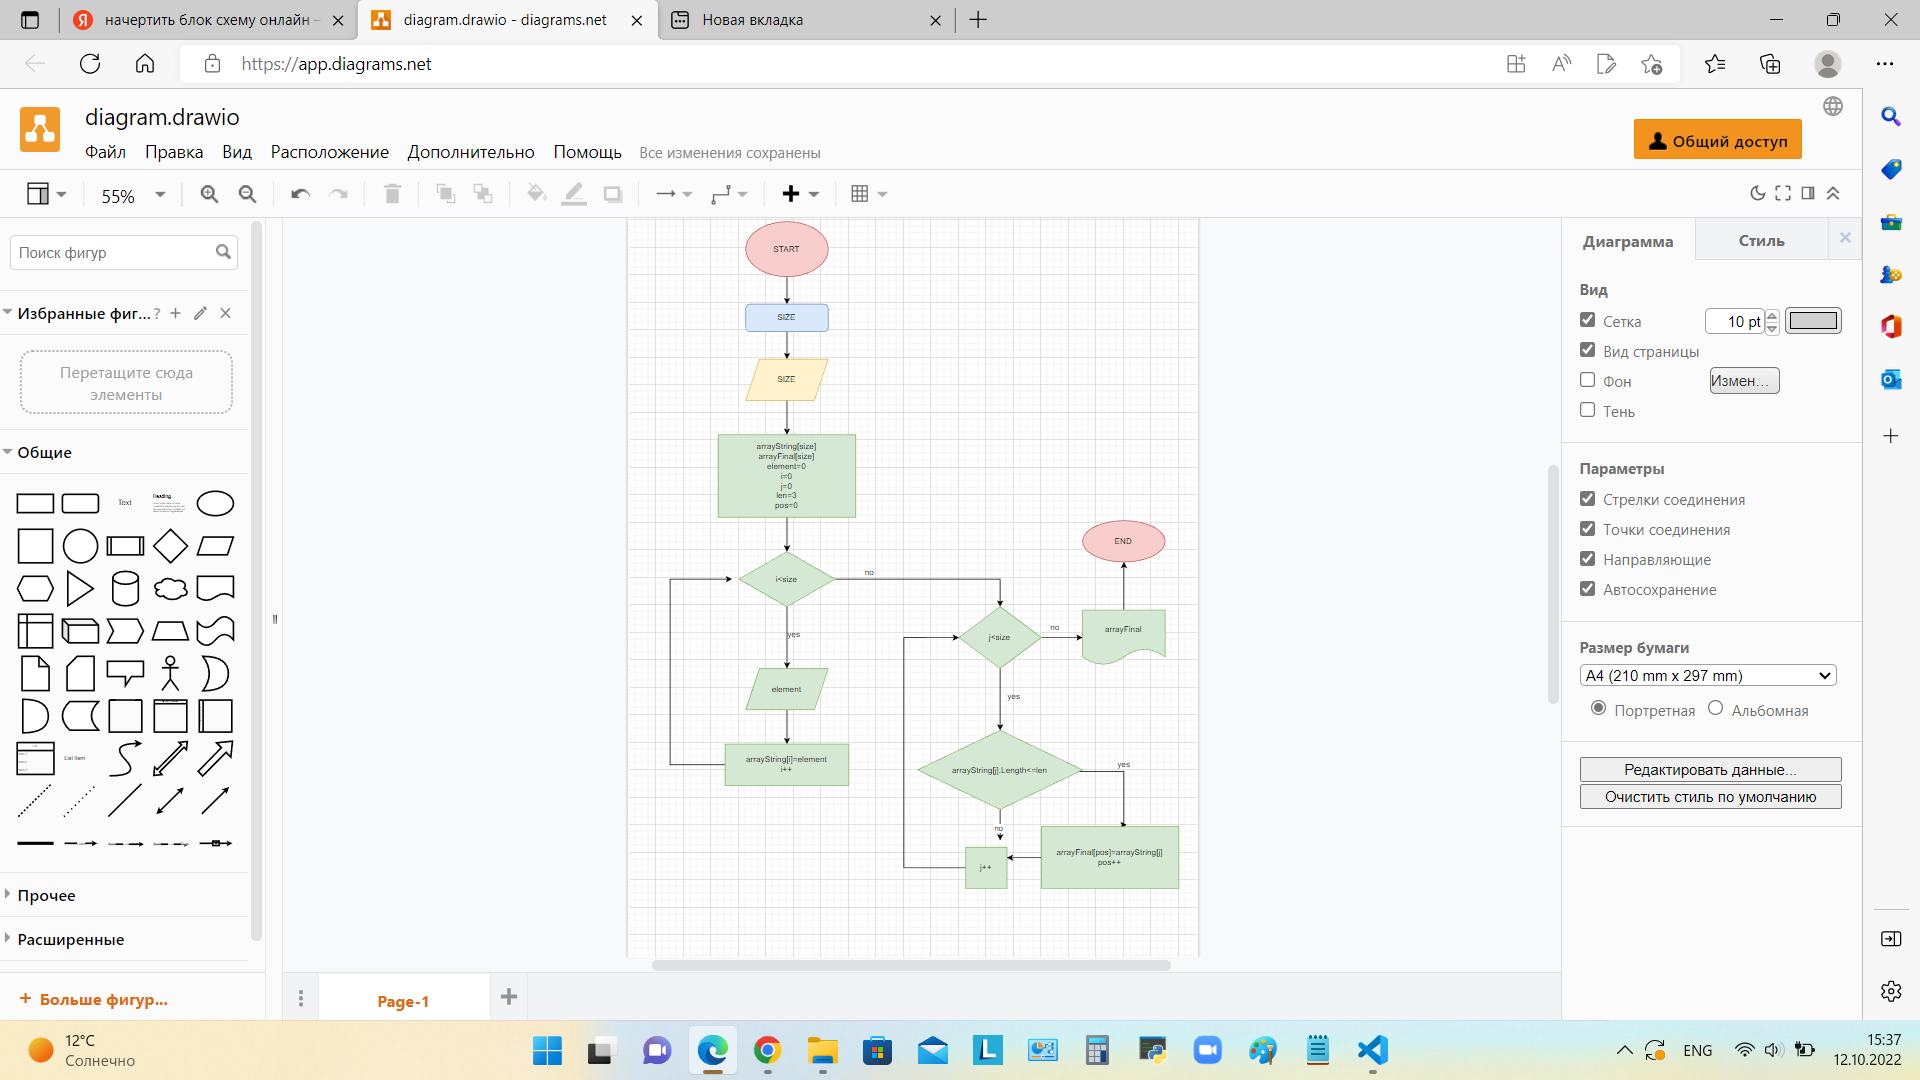 начертить блок схему онлайн –
diagram.drawio - diagrams.net
Новая вкладка
https://app.diagrams.net
diagram.drawio
Файл Правка Вид Расположение Дополнительно Помощь Все изменения сохранены
Общий доступ
55%
Поиск фигур
Избранные фиг... ?
Перетащите сюда
элементы
Общие
Text
Heading
List Item
Прочее
Расширенные
+ Больше фигур...
START
SIZE
SIZE
arrayString[size]
arrayFinal[size]
element=0
i=0
j=0
len=3
pos=0
i<size
no
yes
element
arrayString[i]=element
i++
END
j<size
no
arrayFinal
yes
arrayString[j].Length<=len
yes
no
arrayFinal[pos]=arrayString[j]
pos++
j++
Page-1
Диаграмма
Стиль
Вид
Сетка
10 pt
Вид страницы
Фон
Измен...
Тень
Параметры
Стрелки соединения
Точки соединения
Направляющие
Автосохранение
Размер бумаги
A4 (210 mm x 297 mm)
Портретная Альбомная
Редактировать данные...
Очистить стиль по умолчанию
12°C
Солнечно
ENG
15:37
12.10.2022